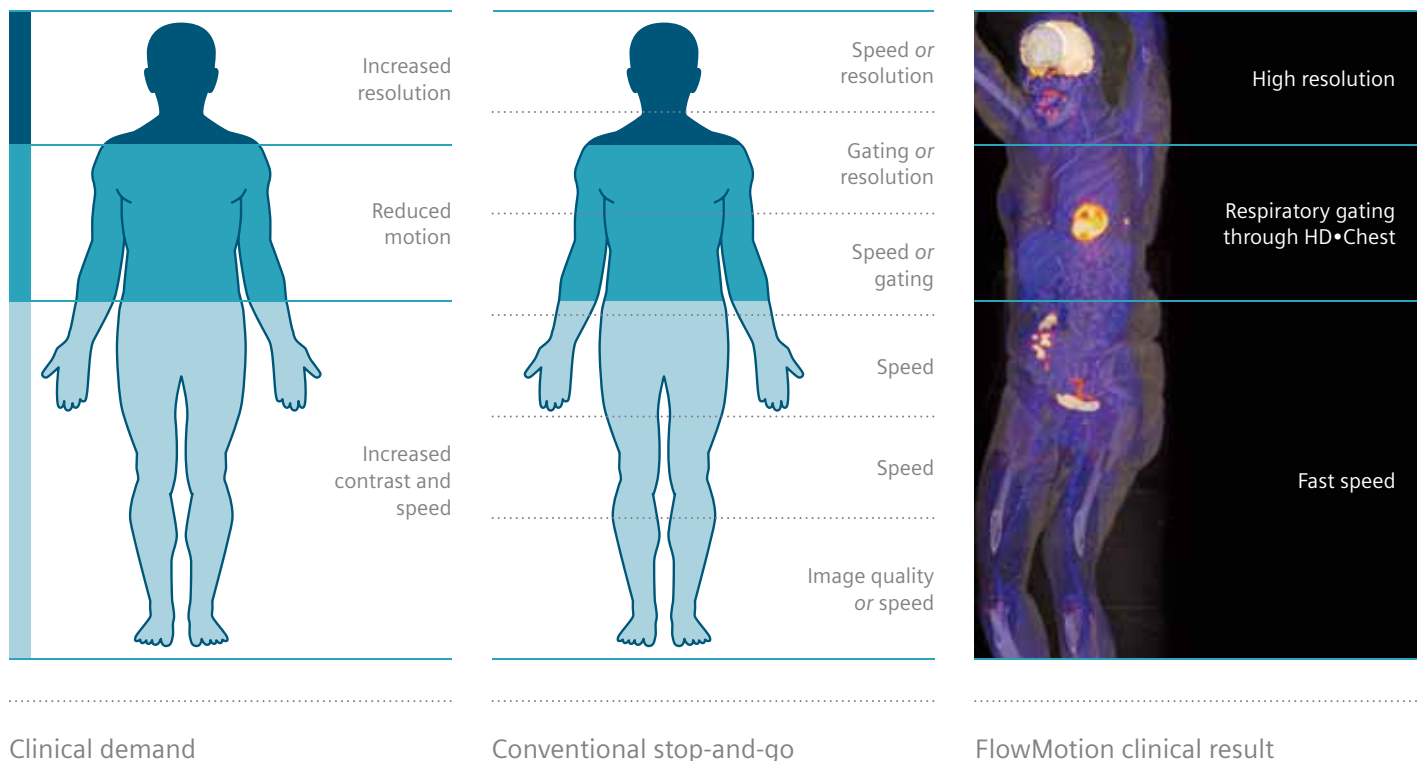 Increased
resolution
Reduced
motion
Increased
contrast and
speed
Clinical demand
Speed or
resolution
Gating or
resolution
Speed or
gating
Speed
Speed
Image quality
or speed
Conventional stop-and-go
High resolution
Respiratory gating
through HD•Chest
Fast speed
FlowMotion clinical result